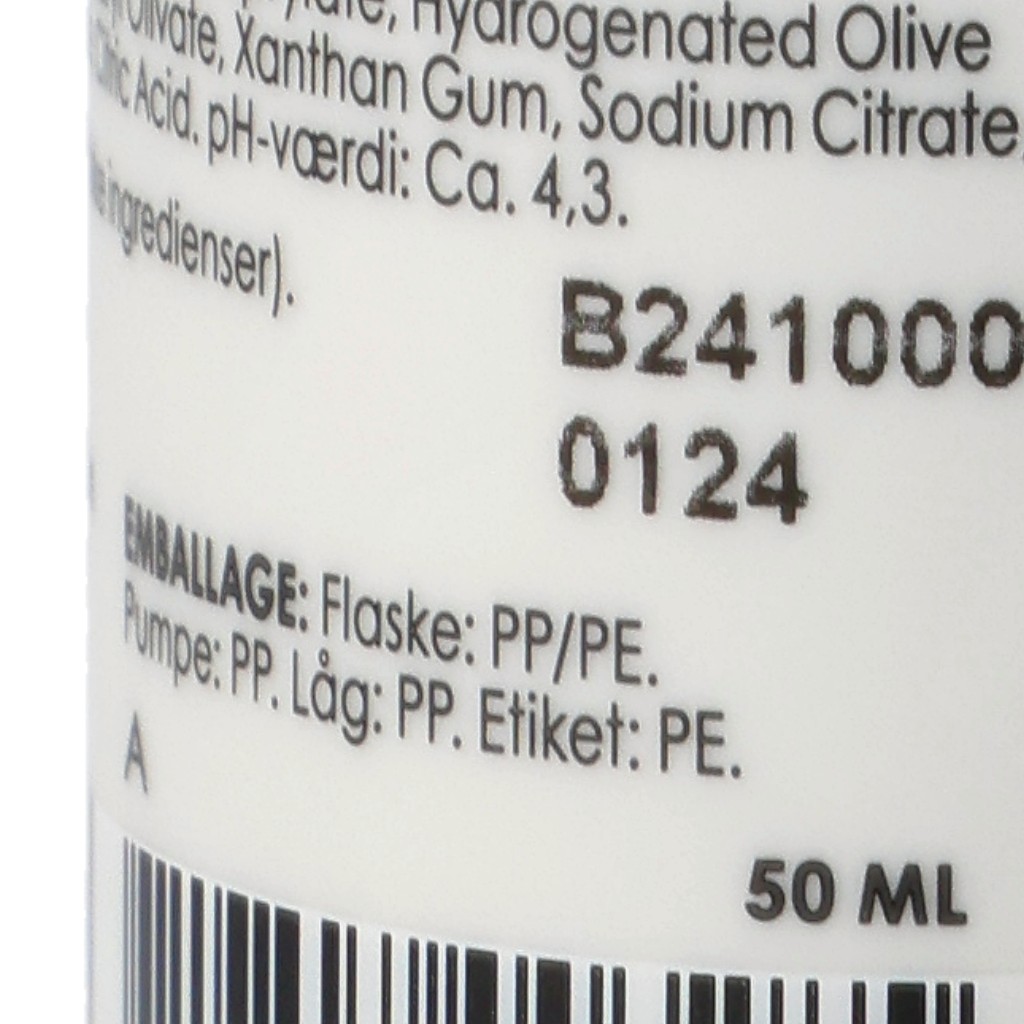 Hydrogenated Olive
Olivate, Xanthan Gum, Sodium Citrate,
Acid. pH-værdi: Ca. 4,3.
ingredienser).
B241000
0124
EMBALLAGE: Flaske: PP/PE.
Pumpe: PP. Låg: PP. Etiket: PE.
A
50 ML